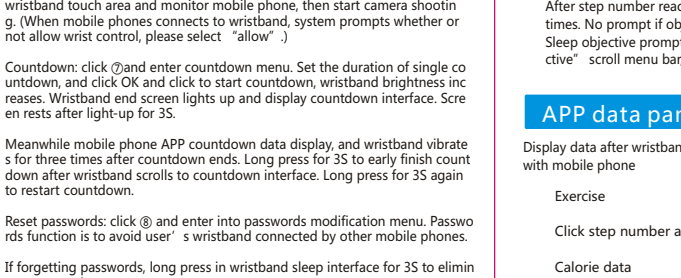 wristband touch area and monitor mobile phone, then start camera shootin
g. (When mobile phones connects to wristband, system prompts whether or
not allow wrist control, please select “allow”.)
Countdown: click ⑦and enter countdown menu. Set the duration of single co
untdown, and click OK and click to start countdown, wristband brightness inc
reases. Wristband end screen lights up and display countdown interface. Scre
en rests after light-up for 3S.
Meanwhile mobile phone APP countdown data display, and wristband vibrate
s for three times after countdown ends. Long press for 3S to early finish count
down after wristband scrolls to countdown interface. Long press for 3S again
to restart countdown.
Reset passwords: click ⑧ and enter into passwords modification menu. Passwo
rds function is to avoid user’s wristband connected by other mobile phones.
If forgetting passwords, long press in wristband sleep interface for 3S to elimin
After step number
times. No prompt if
Sleep objective
ctive” scroll menu bar,
APP data
Display data after
with mobile phone
Exercise
Click step number
Calorie data